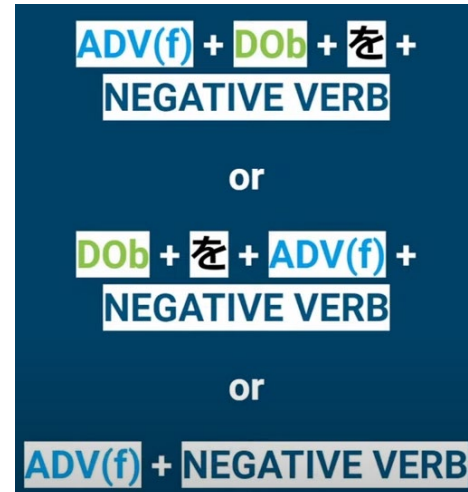 ADV(f) + DOb + を +
NEGATIVE VERB
or
DOb + を + ADV(f) +
NEGATIVE VERB
or
ADV(f) + NEGATIVE VERB